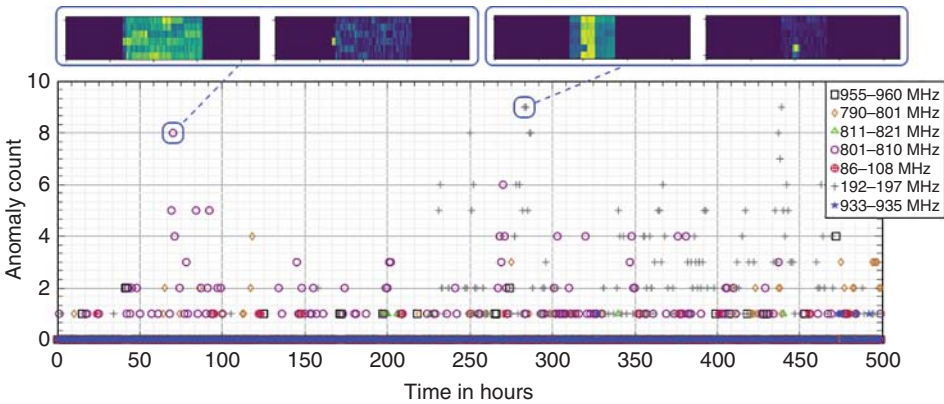 10
8
6
4
2
0
Anomaly count
955–960 MHz
790–801 MHz
811–821 MHz
801–810 MHz
86–108 MHz
192–197 MHz
933–935 MHz
0 50 100 150 200 250 300 350 400 450 500
Time in hours